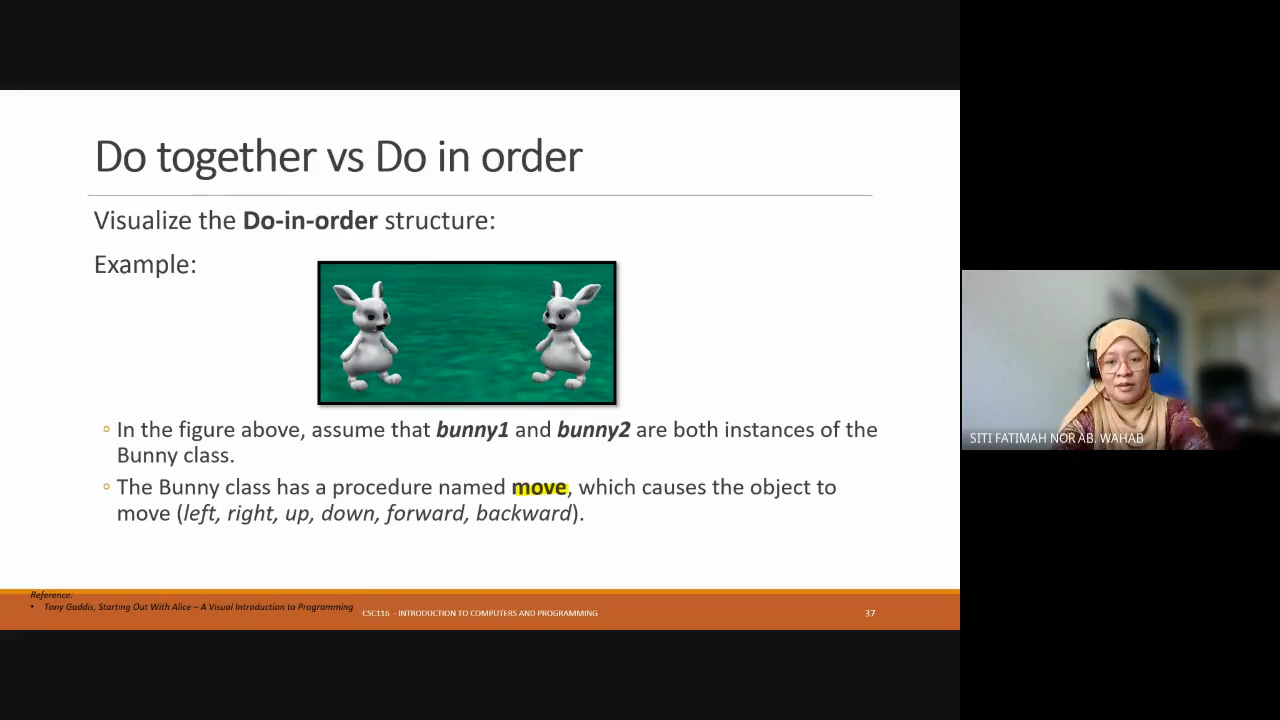 Do together vs Do in order
Visualize the Do-in-order structure:
Example:
◦ In the figure above, assume that bunny1 and bunny2 are both instances of the
Bunny class.
◦ The Bunny class has a procedure named move, which causes the object to
move (left, right, up, down, forward, backward).
Reference:
• Tony Gaddis, Starting Out With Alice – A Visual Introduction to Programming
CSC116 - INTRODUCTION TO COMPUTERS AND PROGRAMMING
37
SITI FATIMAH NOR AB. WAHAB